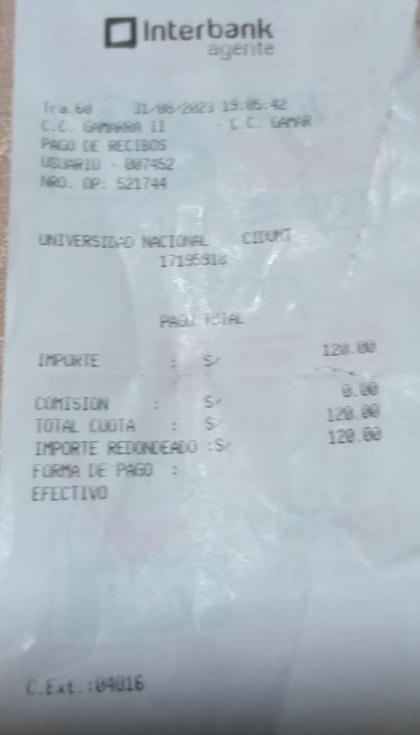 Interbank
agente
Tra.60 31/05/2023 19:05:42
C.C. GAMARRA II - C.C. GAMAR
PAGO DE RECIBOS
USUARIO - 007452
NRO. OP: 521744
UNIVERSIDAD NACIONAL CIDUNT
17195918
PAGO TOTAL
IMPORTE : S/ 120.00
COMISION : S/ 0.00
TOTAL CUOTA : S/ 120.00
IMPORTE REDONDEADO :S/ 120.00
FORMA DE PAGO :
EFECTIVO
C.Ext.:04016